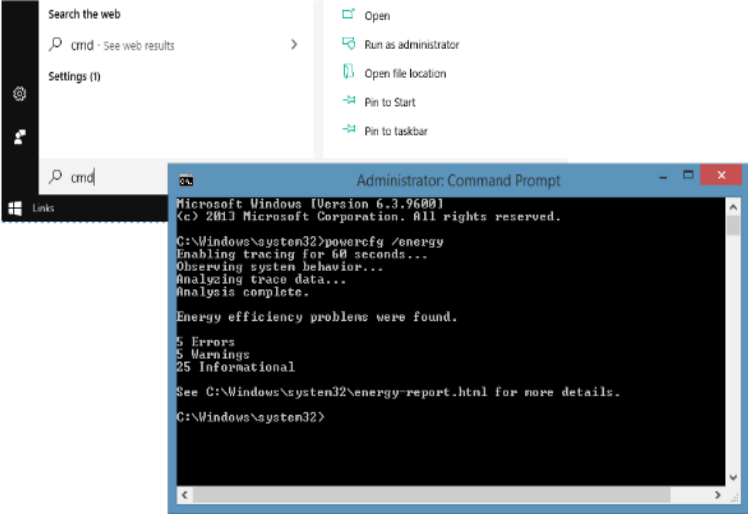 Search the web
cmd - See web results
Settings (1)
cmd
Links
Open
Run as administrator
Open file location
Pin to Start
Pin to taskbar
Administrator: Command Prompt
Microsoft Windows [Version 6.3.9600]
(c) 2013 Microsoft Corporation. All rights reserved.
C:\Windows\system32>powercfg /energy
Enabling tracing for 60 seconds...
Observing system behavior...
Analyzing trace data...
Analysis complete.
Energy efficiency problems were found.
5 Errors
5 Warnings
25 Informational
See C:\Windows\system32\energy-report.html for more details.
C:\Windows\system32>